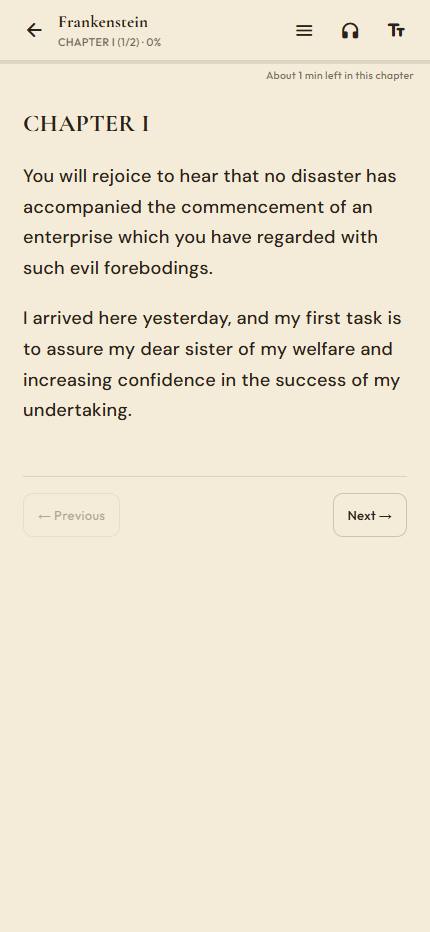 Frankenstein
CHAPTER I (1/2) · 0%
Tт
About 1 min left in this chapter
CHAPTER I
You will rejoice to hear that no disaster has
accompanied the commencement of an
enterprise which you have regarded with
such evil forebodings.
I arrived here yesterday, and my first task is
to assure my dear sister of my welfare and
increasing confidence in the success of my
undertaking.
← Previous
Next →